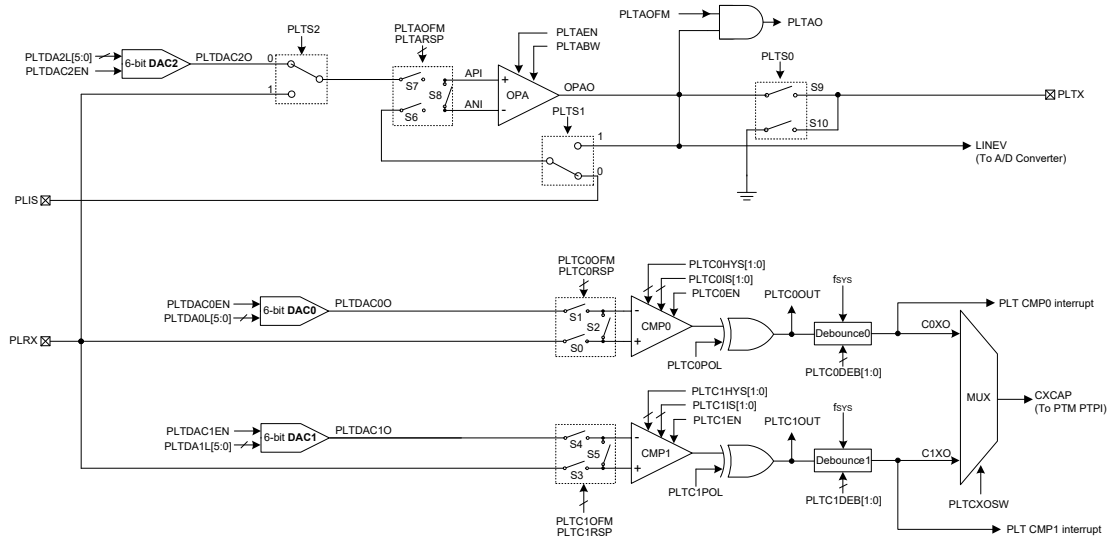 PLTAOFM
PLTAO
PLTS2
PLTAOFM
PLTARSP
PLTAEN
PLTABW
PLTDA2L[5:0]
PLTDAC2EN
6-bit DAC2
PLTDAC2O
0
1
S7
S8
S6
API
ANI
+
-
OPA
OPAO
PLTS0
S9
S10
PLTX
PLTS1
1
0
LINEV
(To A/D Converter)
PLIS
PLTC0OFM
PLTC0RSP
PLTC0HYS[1:0]
PLTC0IS[1:0]
PLTC0EN
PLTDAC0EN
PLTDA0L[5:0]
6-bit DAC0
PLTDAC0O
S1
S2
S0
-
+
CMP0
PLTC0POL
PLTC0OUT
fSYS
Debounce0
PLTC0DEB[1:0]
PLT CMP0 interrupt
C0XO
PLRX
MUX
CXCAP
(To PTM PTPI)
PLTC1HYS[1:0]
PLTC1IS[1:0]
PLTC1EN
PLTDAC1EN
PLTDA1L[5:0]
6-bit DAC1
PLTDAC1O
S4
S5
S3
-
+
CMP1
PLTC1POL
PLTC1OUT
fSYS
Debounce1
PLTC1DEB[1:0]
C1XO
PLTCXOSW
PLTC1OFM
PLTC1RSP
PLT CMP1 interrupt